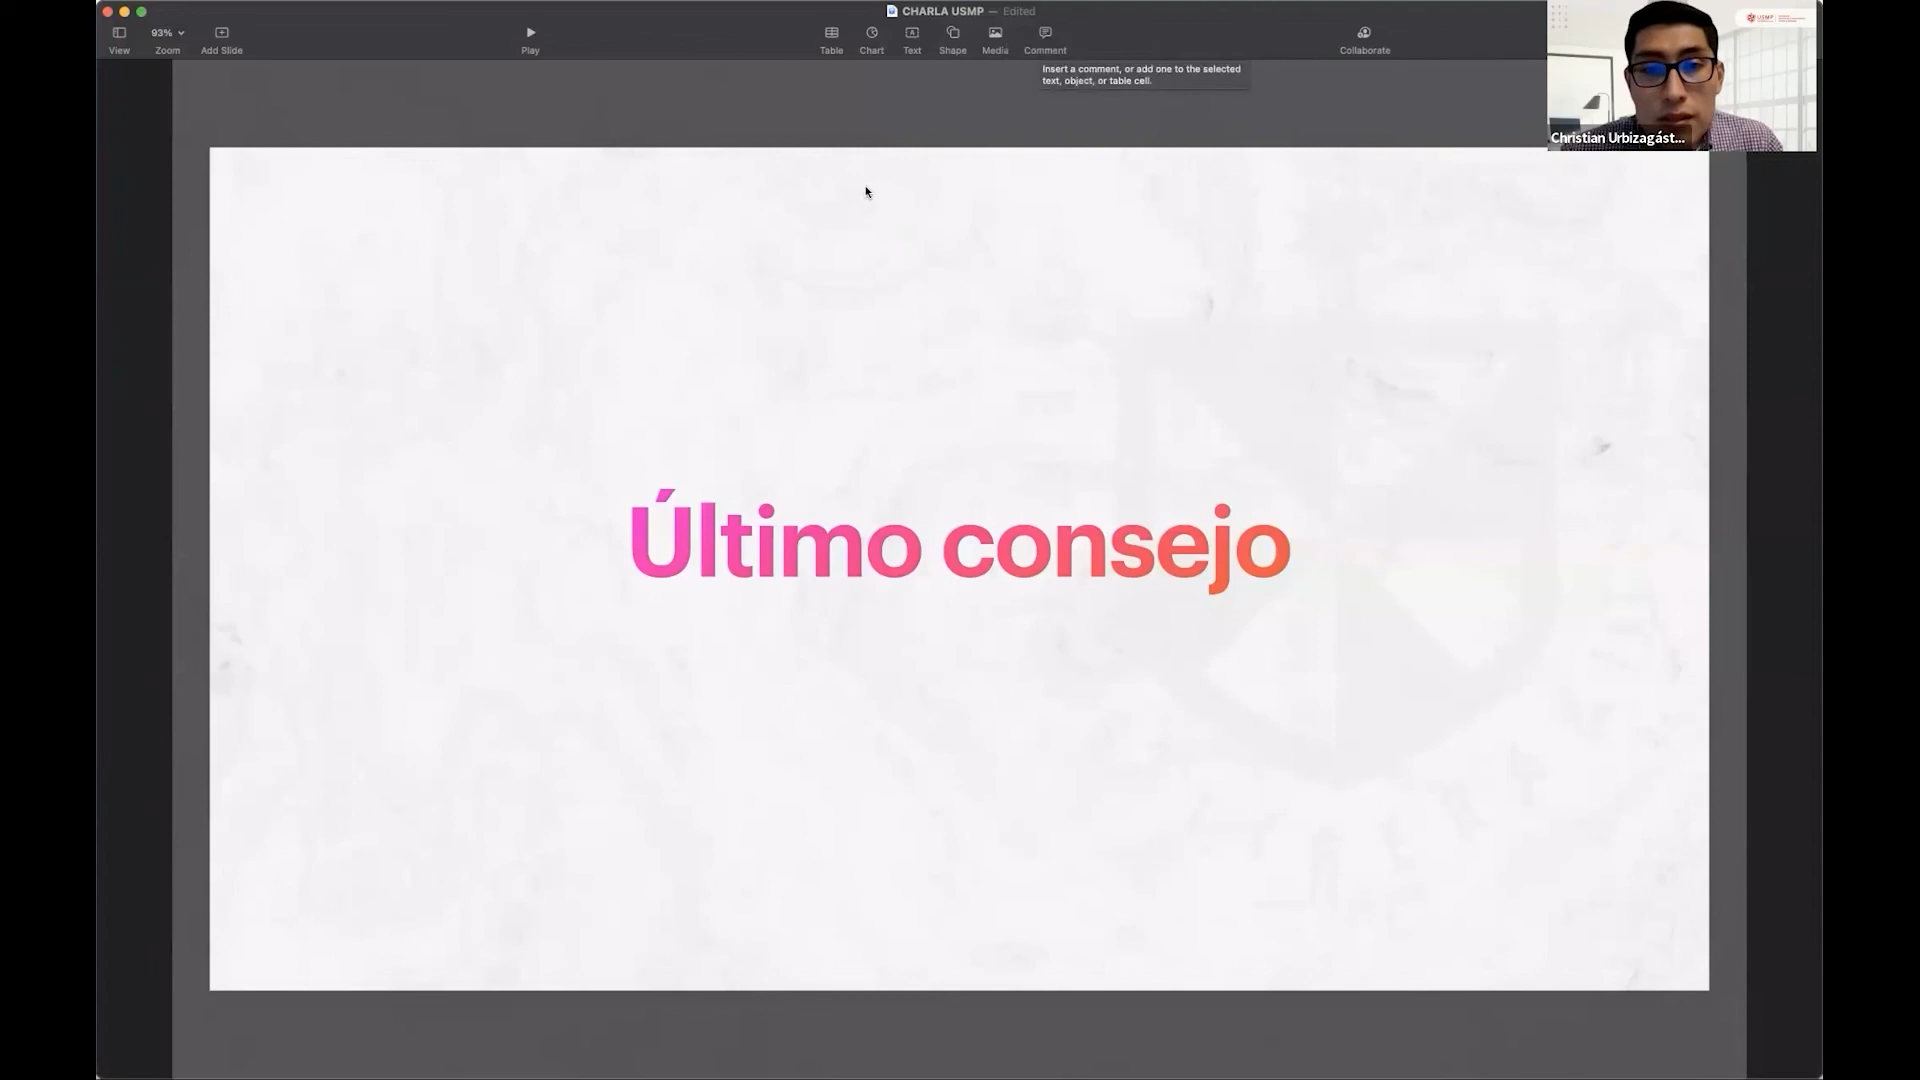 CHARLA USMP — Edited
View
93%
Zoom
Add Slide
Play
Table
Chart
Text
Shape
Media
Comment
Collaborate
Insert a comment, or add one to the selected
text, object, or table cell.
USMP
Christian Urbizagást...
Último consejo